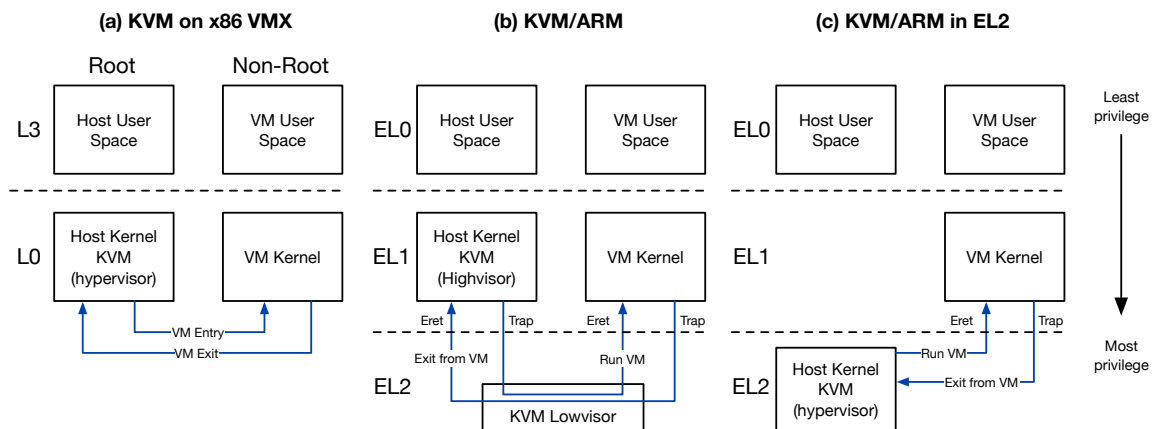 (a) KVM on x86 VMX
(b) KVM/ARM
(c) KVM/ARM in EL2
Root
Non-Root
L3
Host User
Space
VM User
Space
EL0
Host User
Space
VM User
Space
EL0
Host User
Space
VM User
Space
Least
privilege
L0
Host Kernel
KVM
(hypervisor)
VM Kernel
EL1
Host Kernel
KVM
(Highvisor)
VM Kernel
EL1
VM Kernel
VM Entry
VM Exit
Eret
Trap
Eret
Trap
Eret
Trap
Exit from VM
Run VM
Run VM
Exit from VM
Most
privilege
EL2
KVM Lowvisor
EL2
Host Kernel
KVM
(hypervisor)